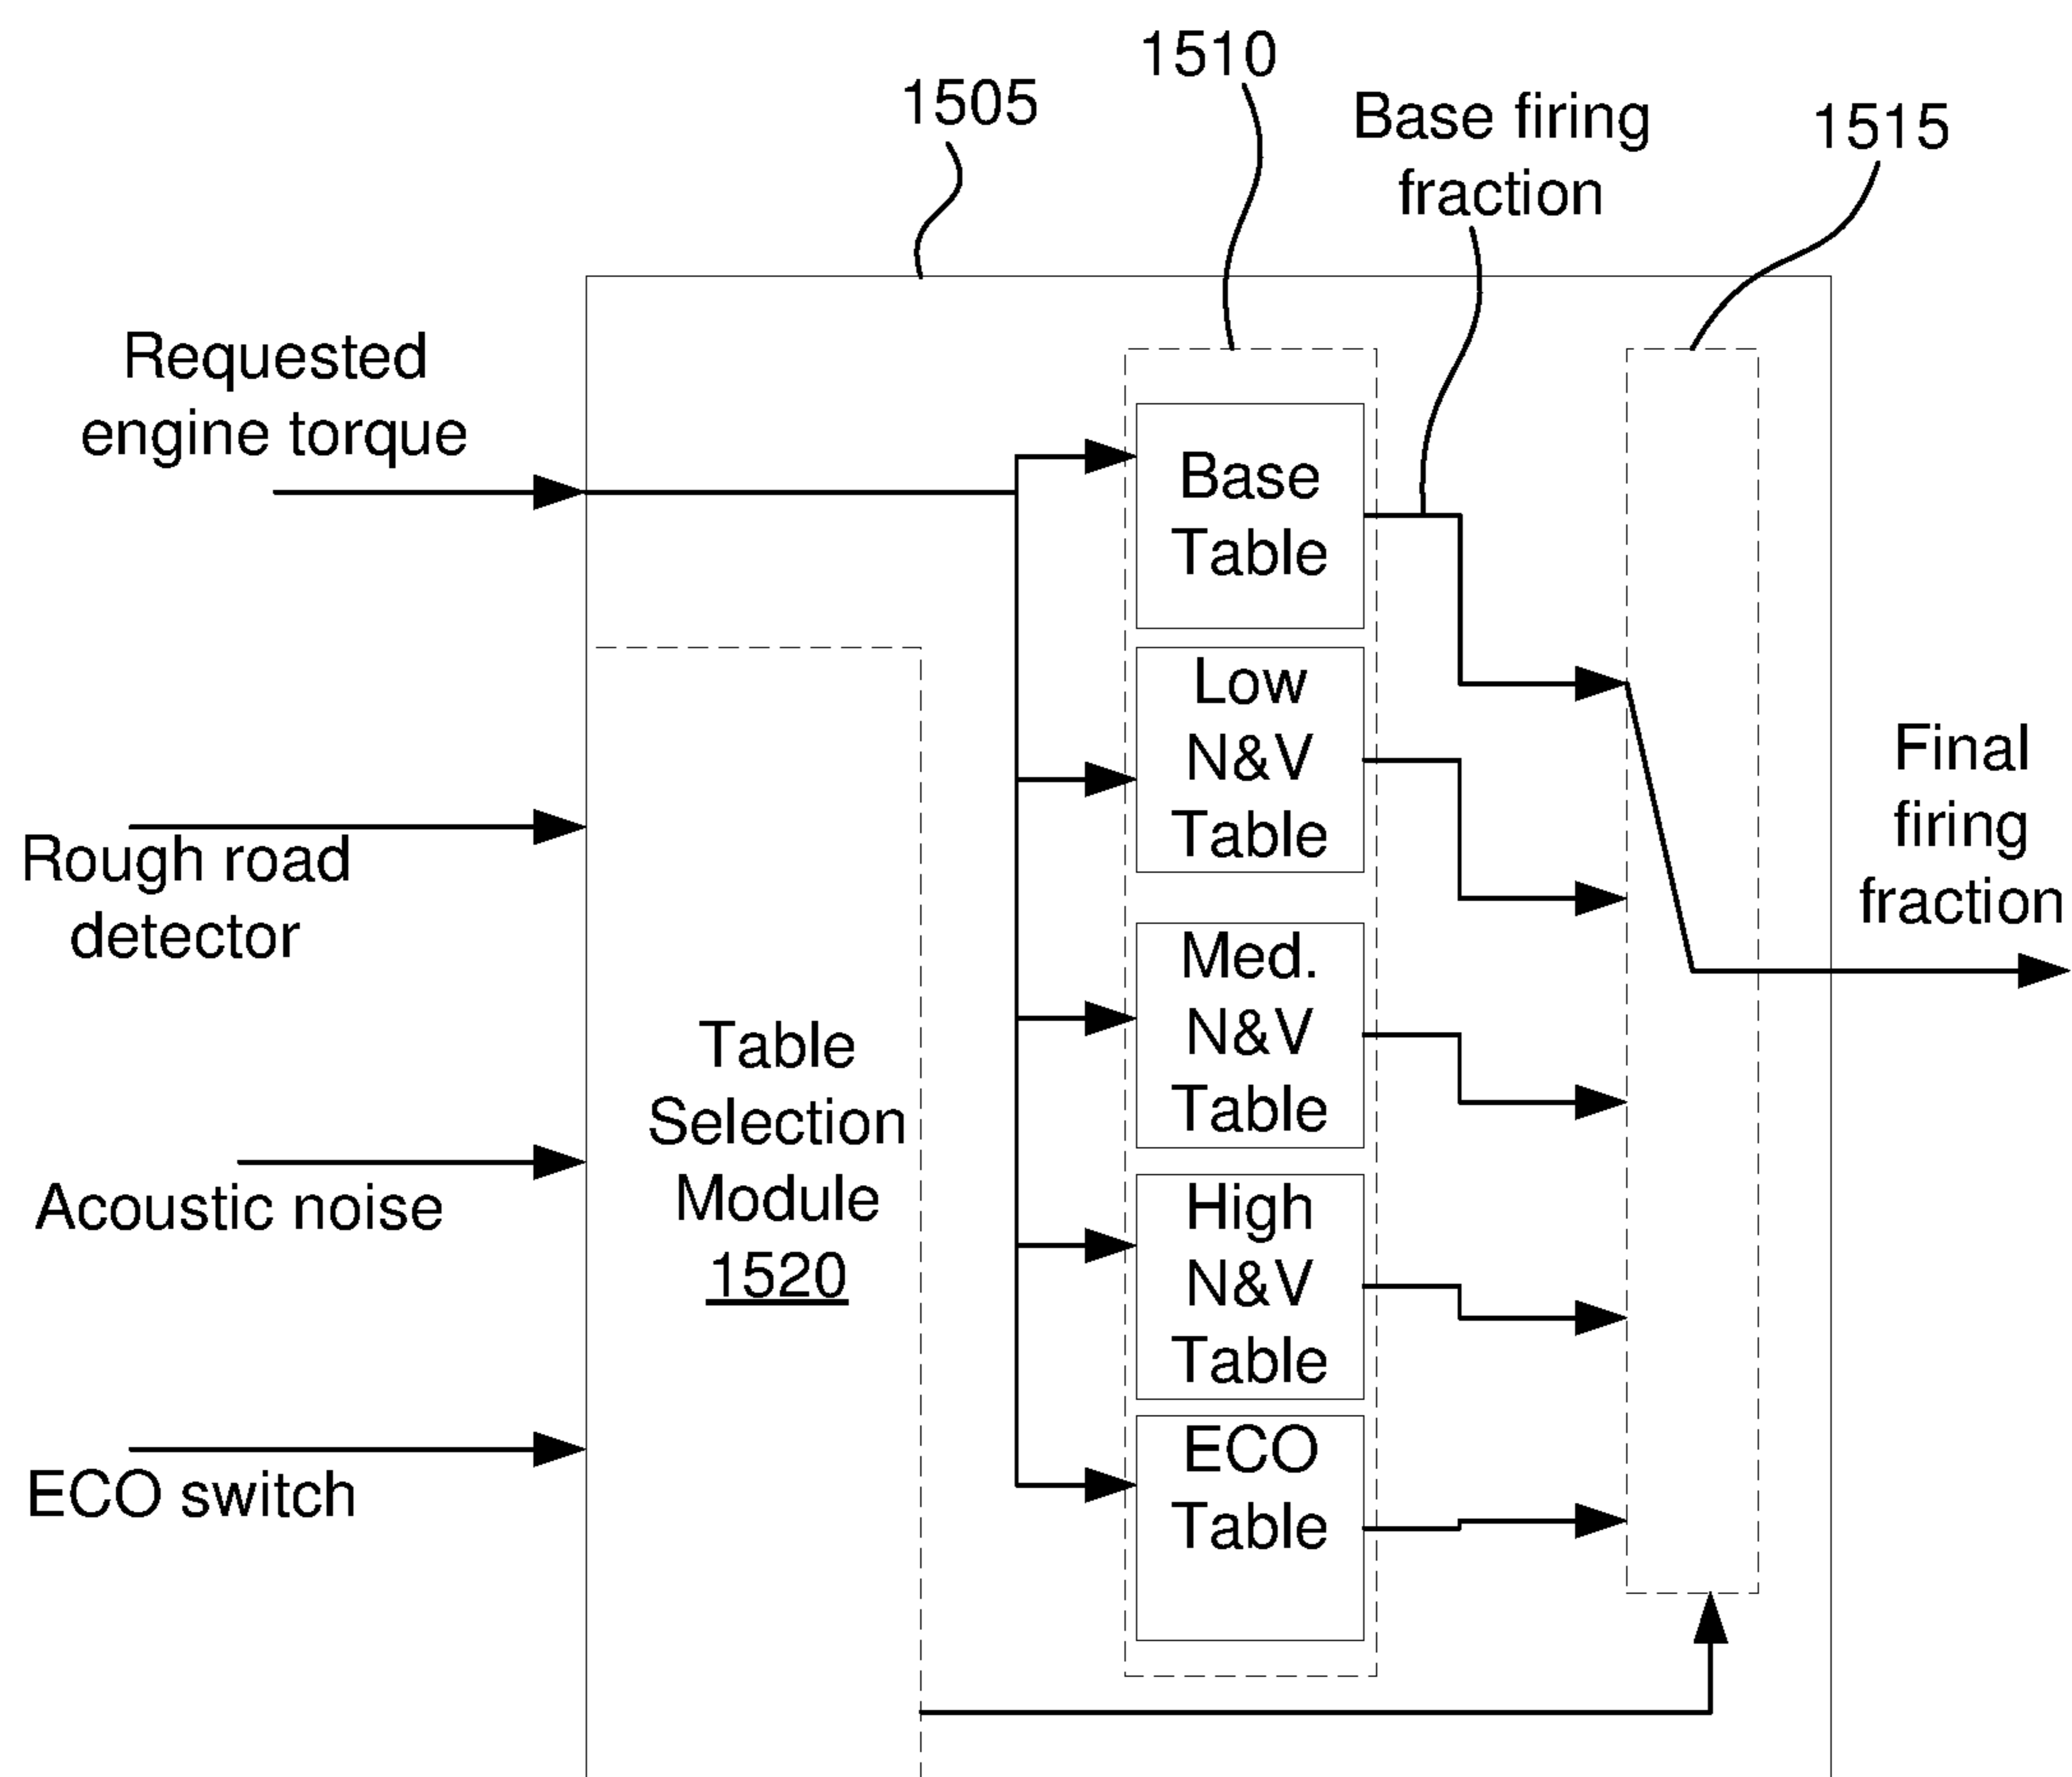 1510
1505
Base firing
fraction
1515
Requested
engine torque
Base
Table
Low
N&V
Table
Final
firing
fraction
Rough road
detector
Med.
N&V
Table
Table
Selection
Module
1520
Acoustic noise
High
N&V
Table
ECO switch
ECO
Table